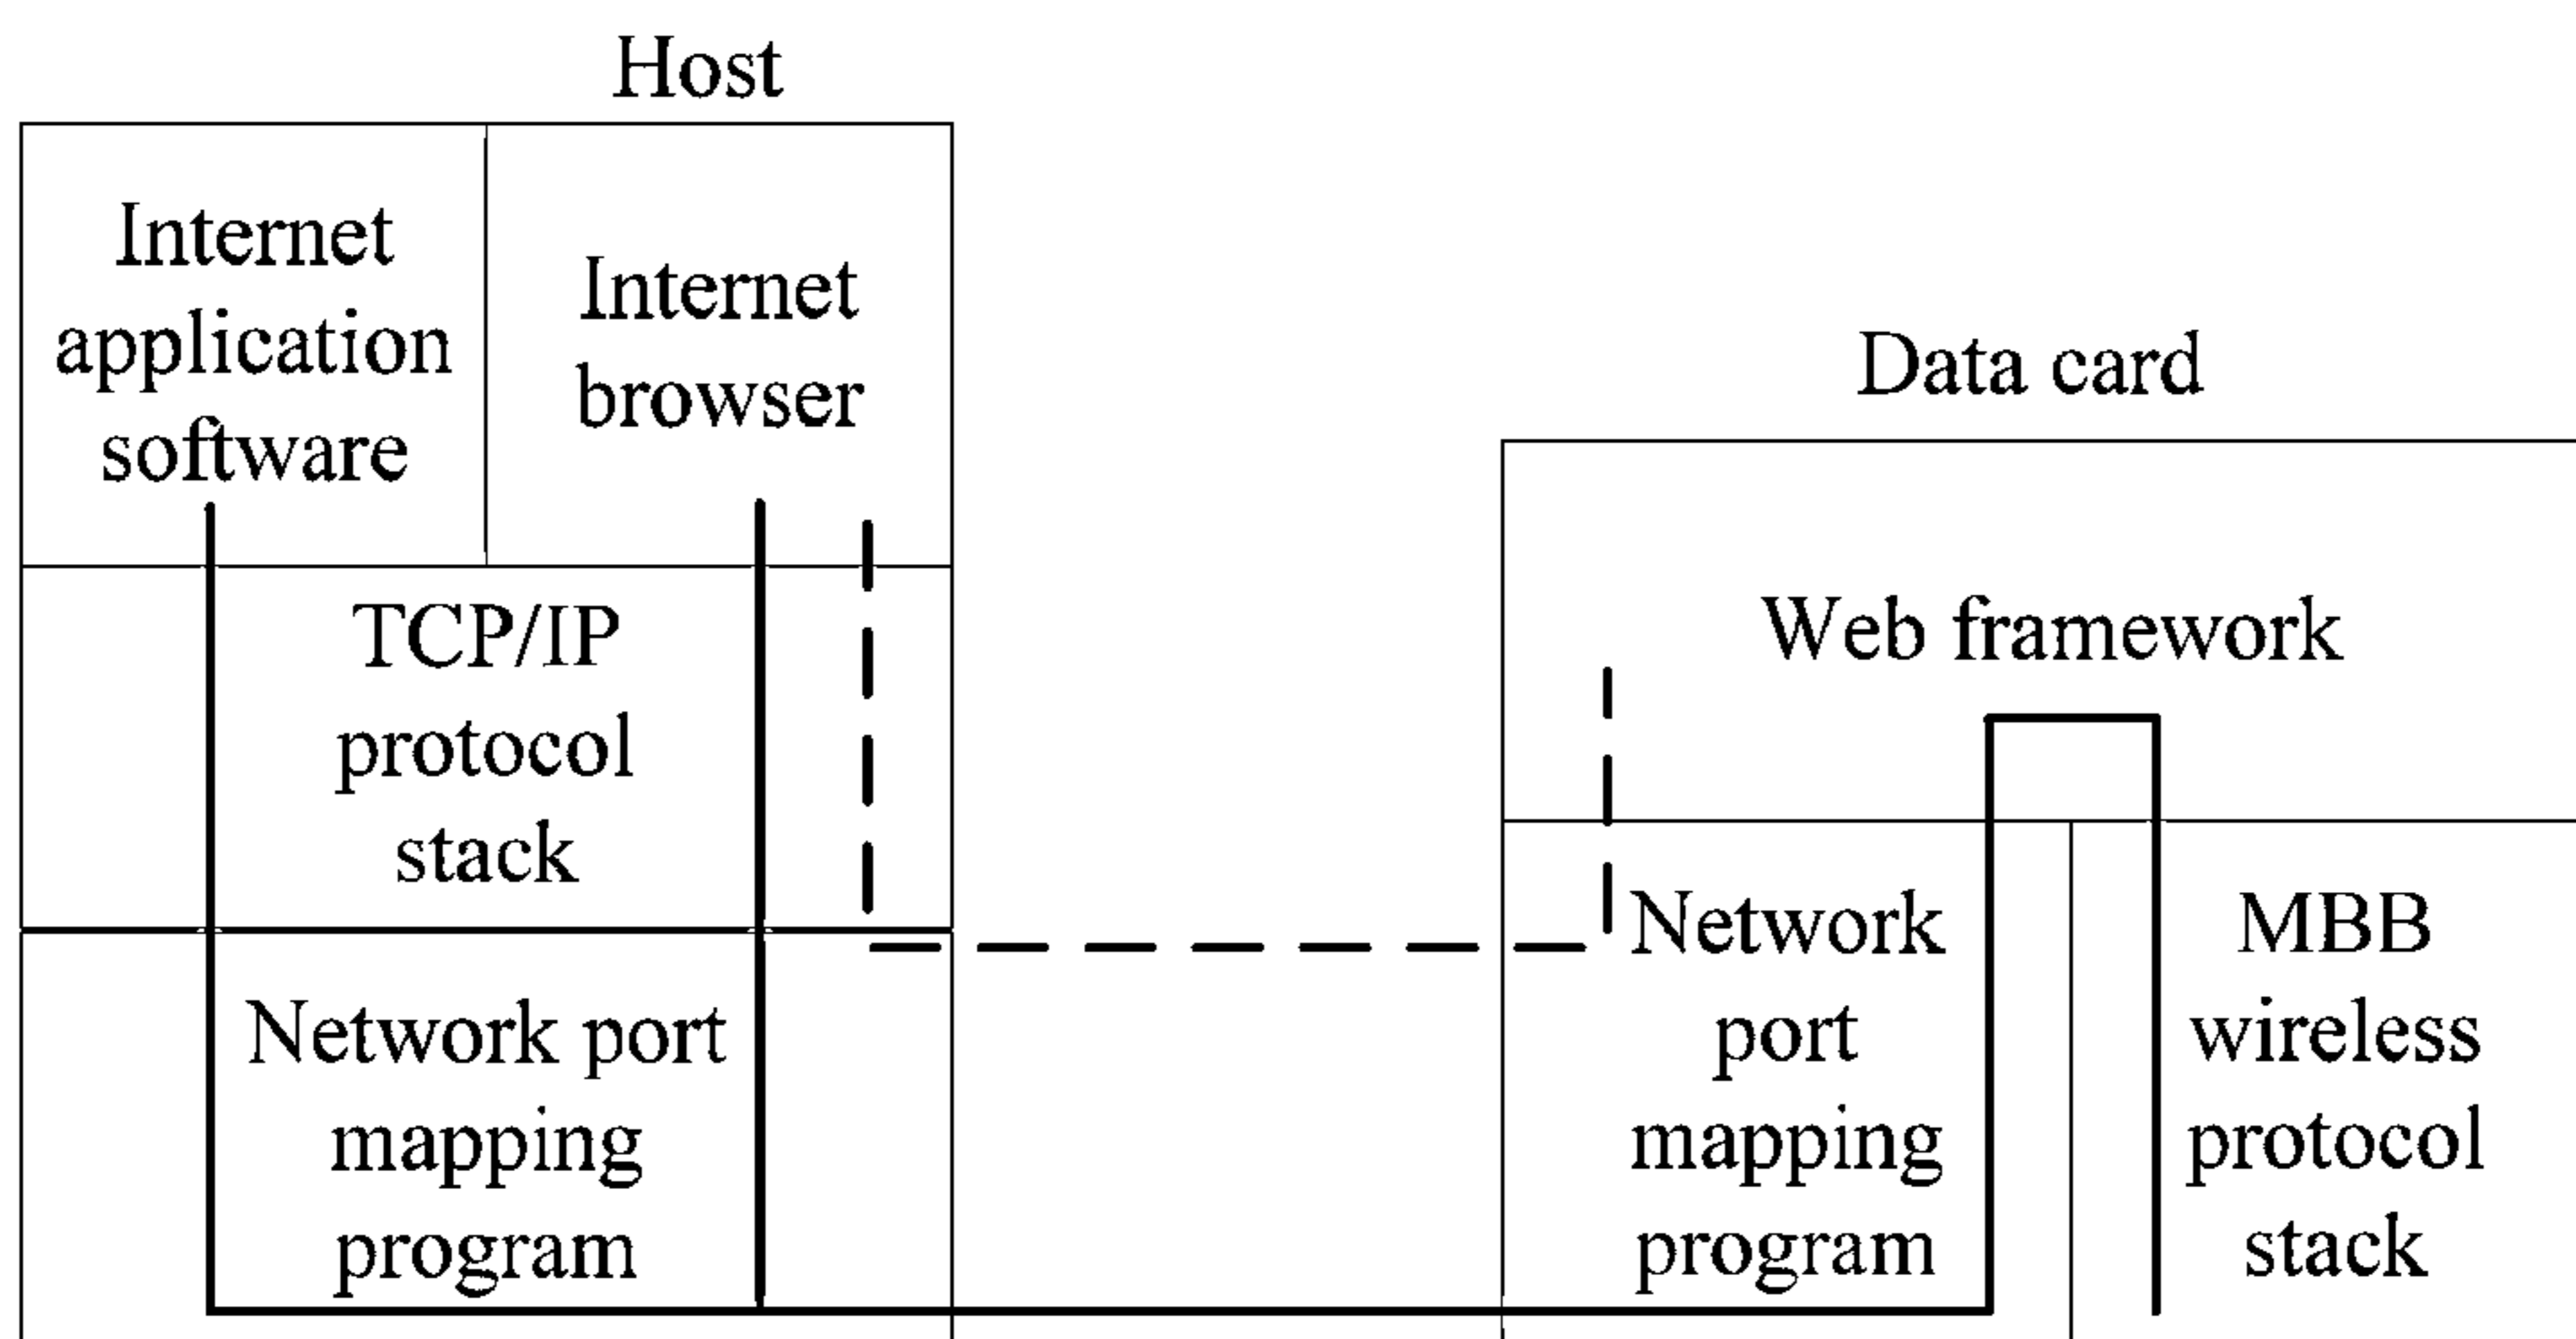 Host
Internet
application
software
Internet
browser
TCP/IP
protocol
stack
Network port
mapping
program
Data card
Web framework
Network
port
mapping
program
MBB
wireless
protocol
stack